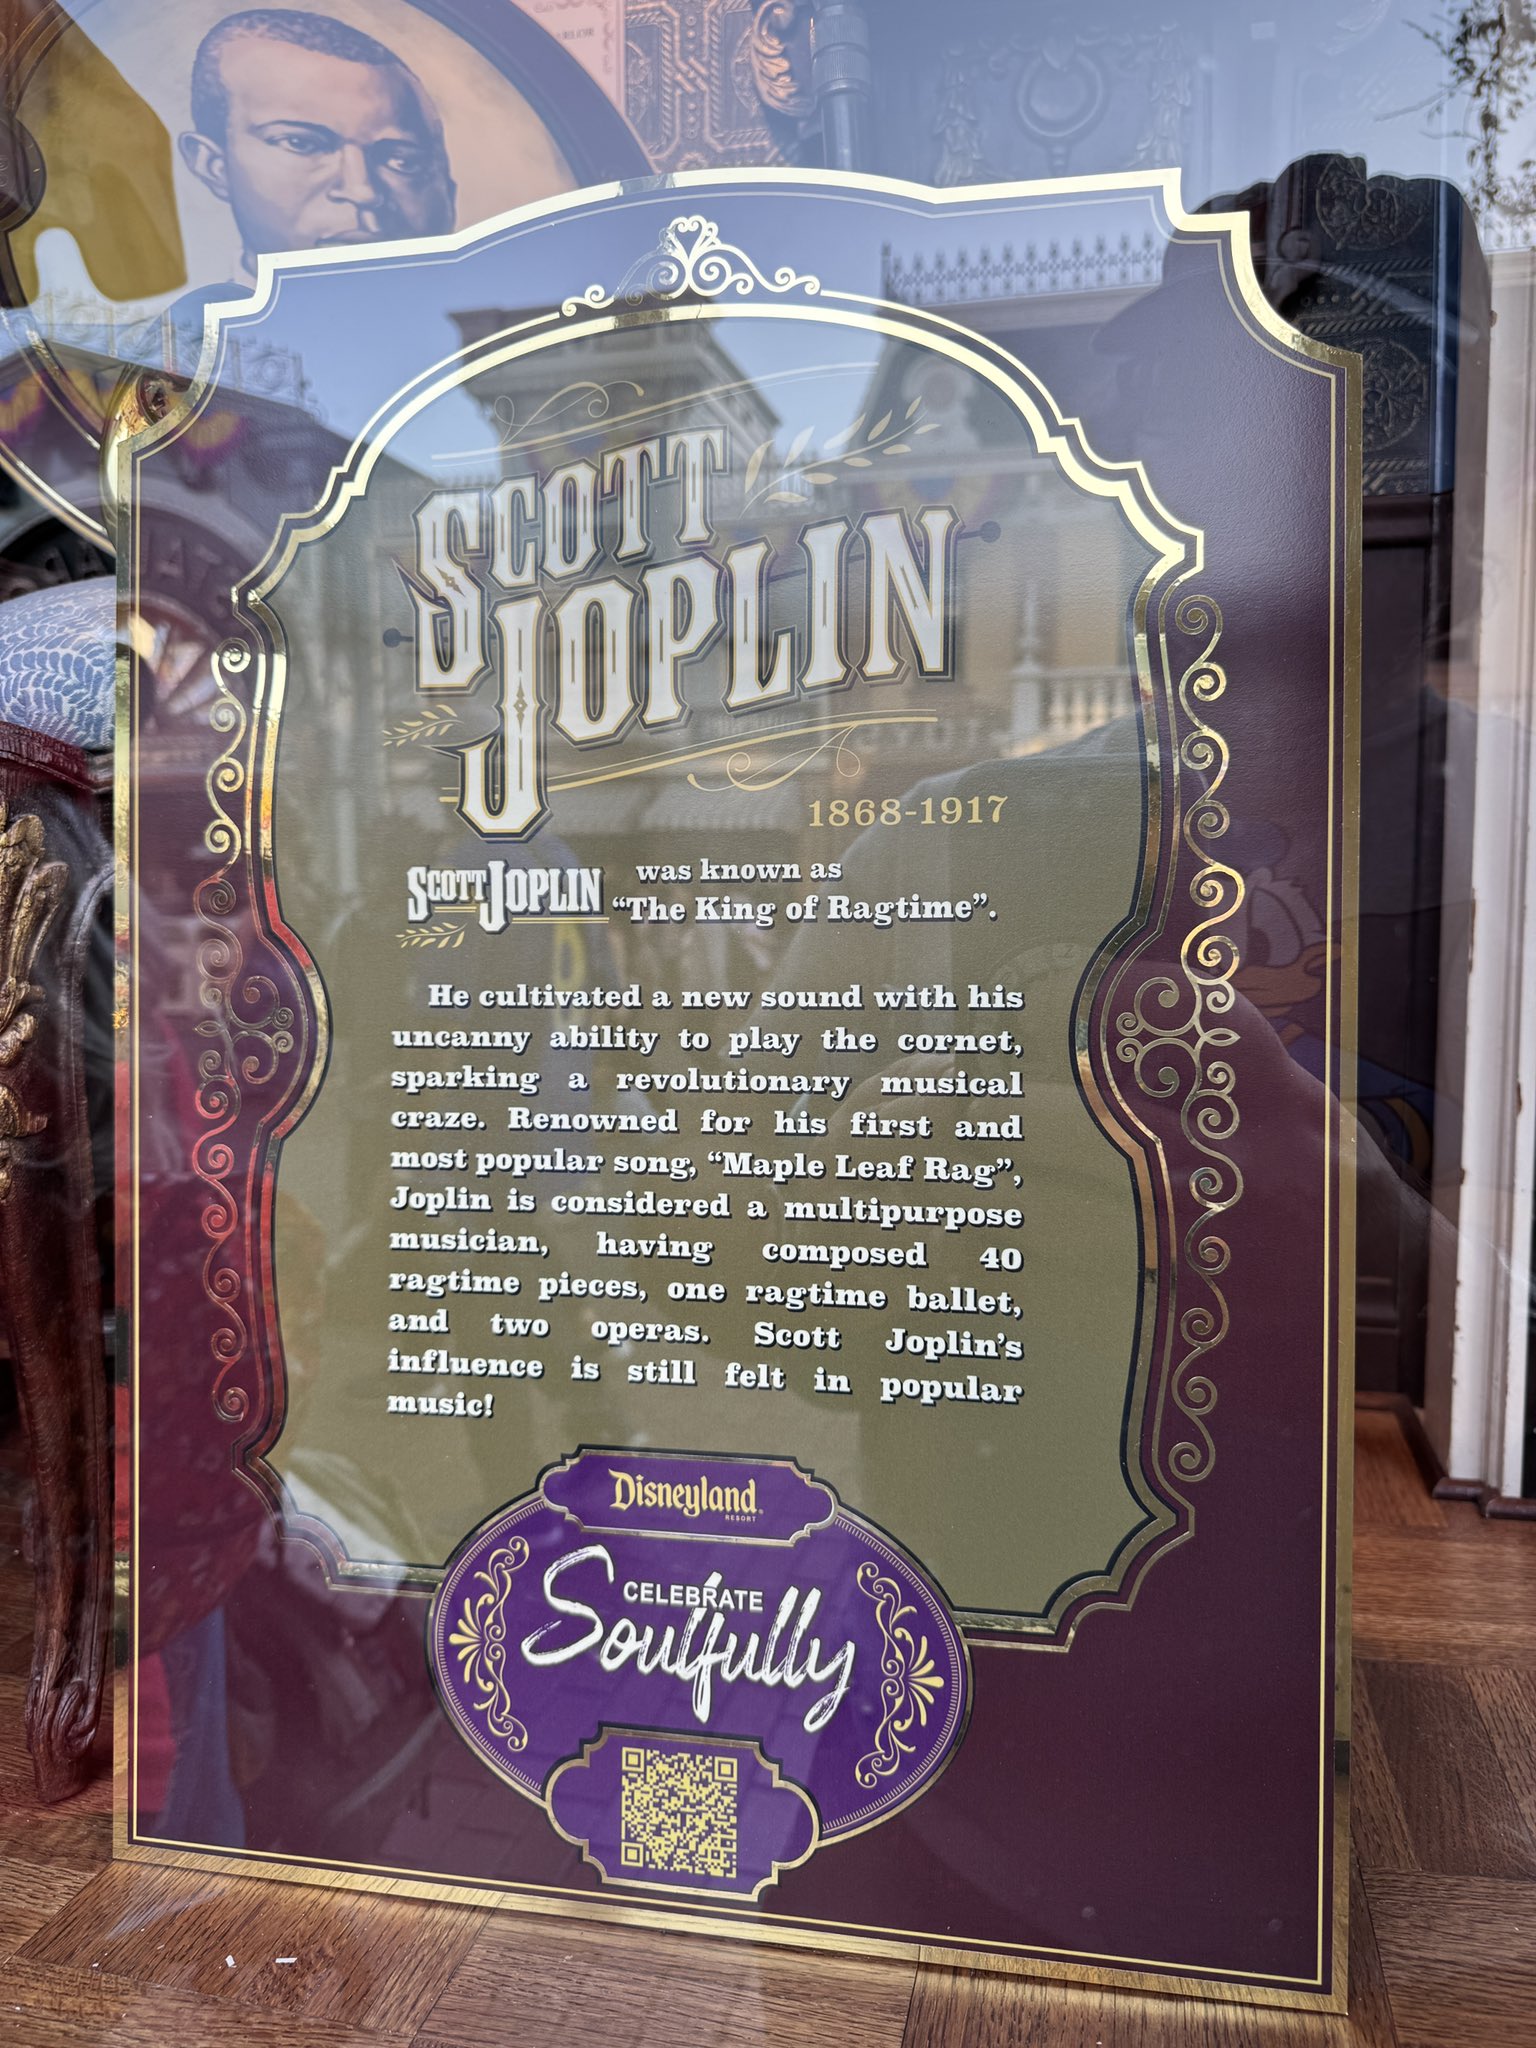 SCOTT
JOPLIN
1868-1917
SCOTT JOPLIN was known as
“The King of Ragtime”.
He cultivated a new sound with his
uncanny ability to play the cornet,
sparking a revolutionary musical
craze. Renowned for his first and
most popular song, “Maple Leaf Rag”,
Joplin is considered a multipurpose
musician, having composed 40
ragtime pieces, one ragtime ballet,
and two operas. Scott Joplin’s
influence is still felt in popular
music!
Disneyland
RESORT
CELEBRATE
Soulfully